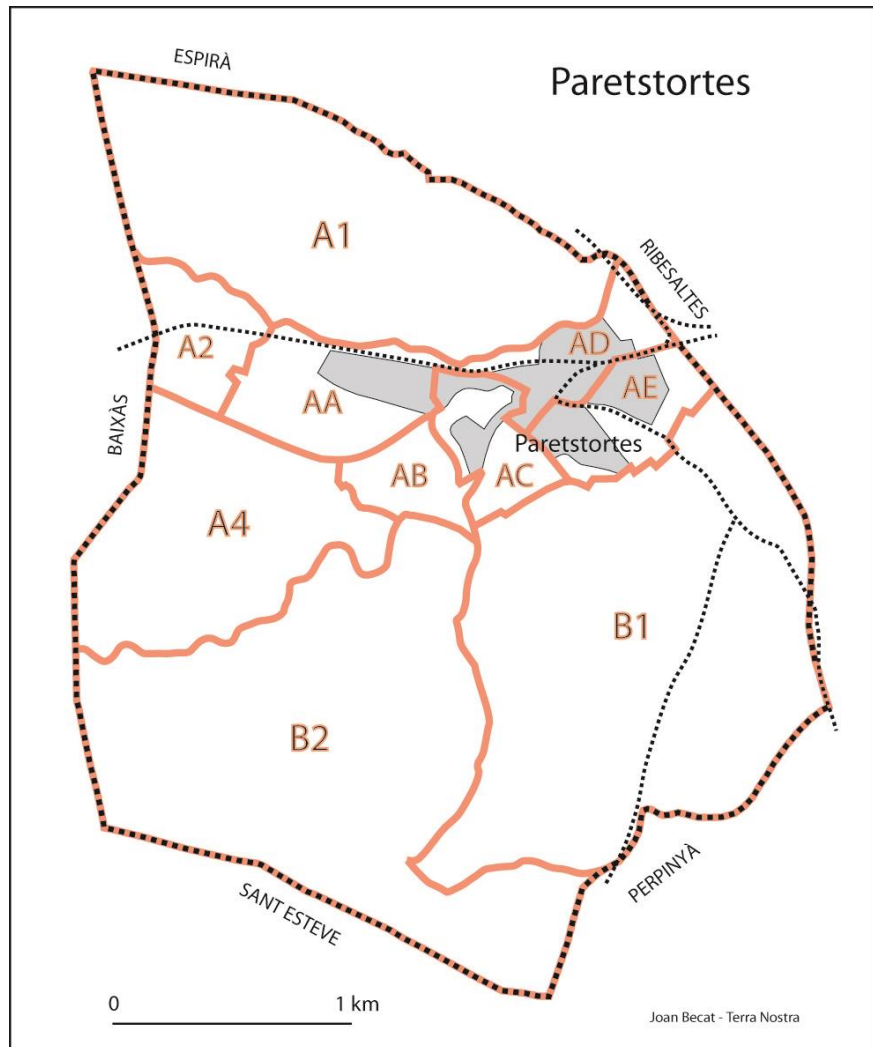 ESPIRÀ
Paretstortes
A1
RIBESALTES
A2
AD
AA
AE
BAIXÀS
Paretstortes
AB
AC
A4
B1
B2
PERPINYÀ
SANT ESTEVE
0 1 km
Joan Becat - Terra Nostra